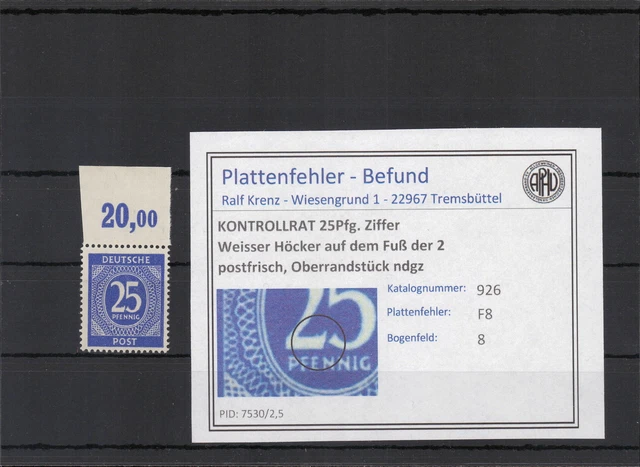 20,00
DEUTSCHE
25
PFENNIG
POST
Plattenfehler - Befund
Ralf Krenz - Wiesengrund 1 - 22967 Tremsbüttel
KONTROLLRAT 25Pfg. Ziffer
Weisser Höcker auf dem Fuß der 2
postfrisch, Oberrandstück ndgz
Katalognummer: 926
Plattenfehler: F8
Bogenfeld: 8
25
PFENNIG
PID: 7530/2,5